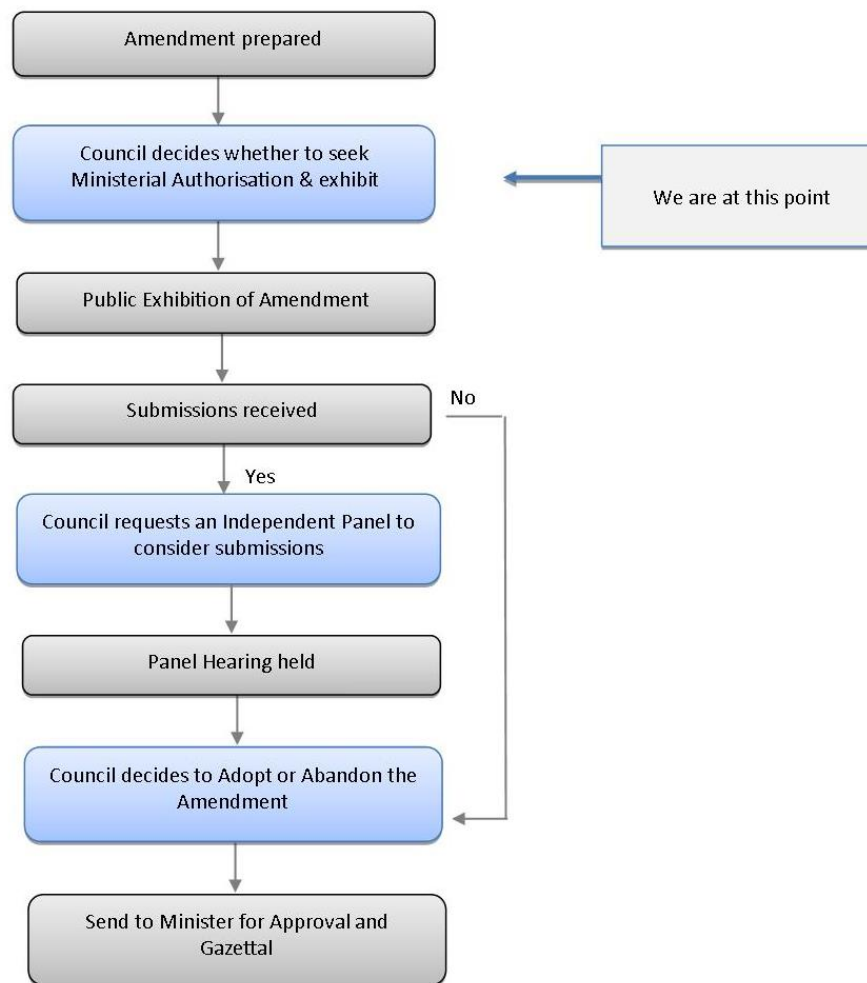 Amendment prepared
Council decides whether to seek
Ministerial Authorisation & exhibit
We are at this point
Public Exhibition of Amendment
Submissions received
No
Yes
Council requests an Independent Panel to
consider submissions
Panel Hearing held
Council decides to Adopt or Abandon the
Amendment
Send to Minister for Approval and
Gazettal